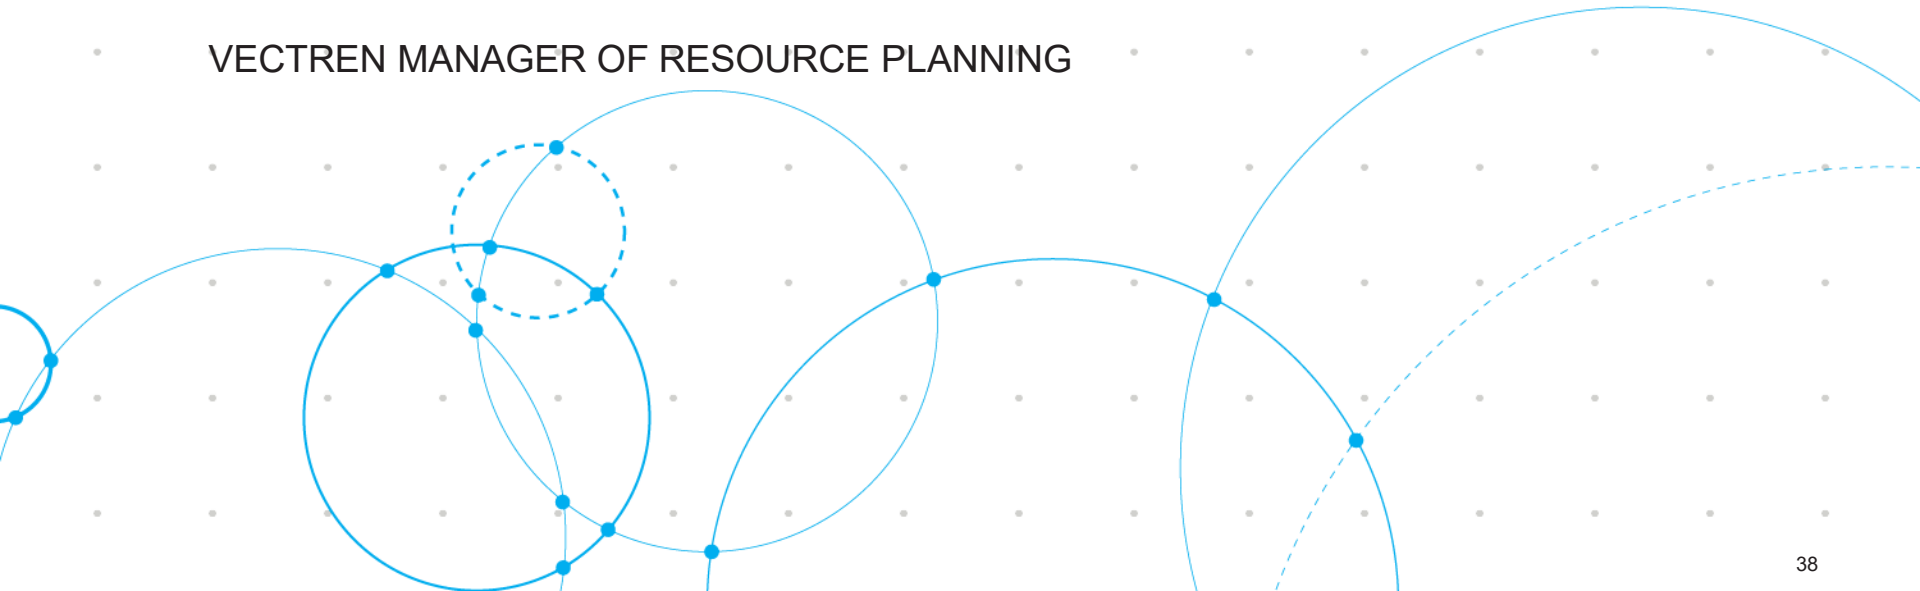 VECTREN MANAGER OF RESOURCE PLANNING
38